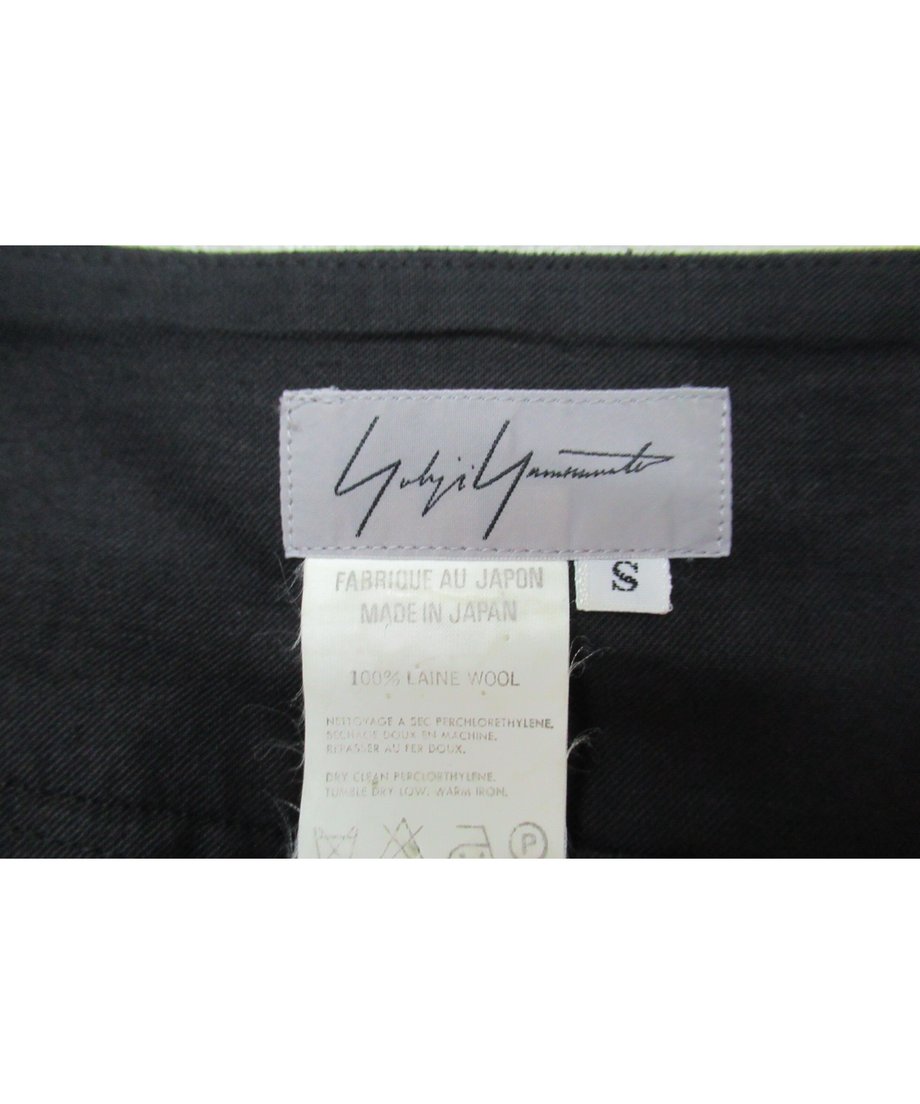 Yohji Yamamoto
S
FABRIQUE AU JAPON
MADE IN JAPAN
100% LAINE WOOL
NETTOYAGE A SEC PERCHLORETHYLENE.
SECHAGE DOUX EN MACHINE.
REPASSER AU FER DOUX.
DRY CLEAN PERCLORTHYLENE.
TUMBLE DRY LOW. WARM IRON.
P